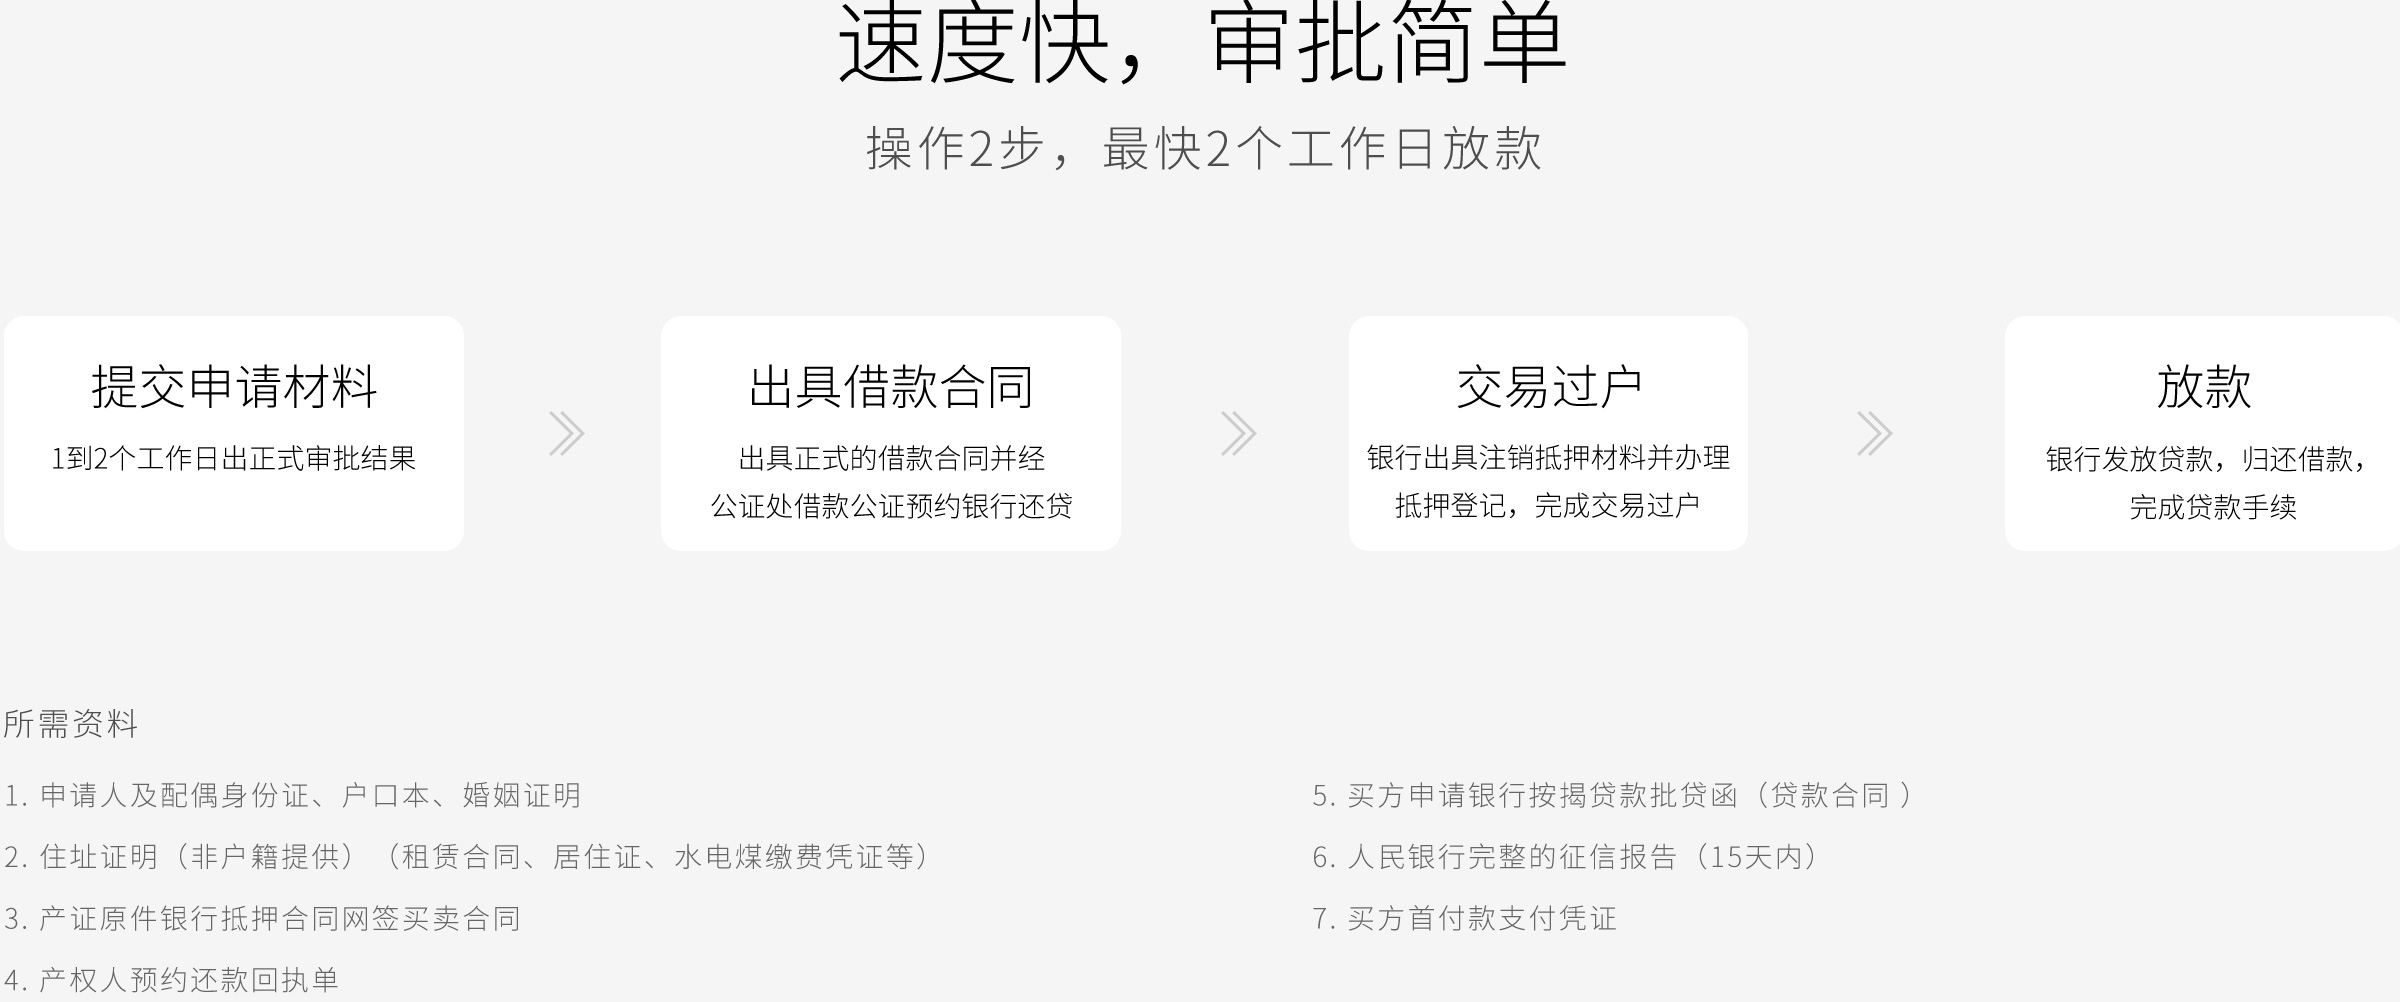 速度快，审批简单
操作2步，最快2个工作日放款
提交申请材料
1到2个工作日出正式审批结果
出具借款合同
出具正式的借款合同并经
公证处借款公证预约银行还贷
交易过户
银行出具注销抵押材料并办理
抵押登记，完成交易过户
放款
银行发放贷款，归还借款，
完成贷款手续
所需资料
1. 申请人及配偶身份证、户口本、婚姻证明
2. 住址证明（非户籍提供）（租赁合同、居住证、水电煤缴费凭证等）
3. 产证原件银行抵押合同网签买卖合同
4. 产权人预约还款回执单
5. 买方申请银行按揭贷款批贷函（贷款合同 ）
6. 人民银行完整的征信报告（15天内）
7. 买方首付款支付凭证